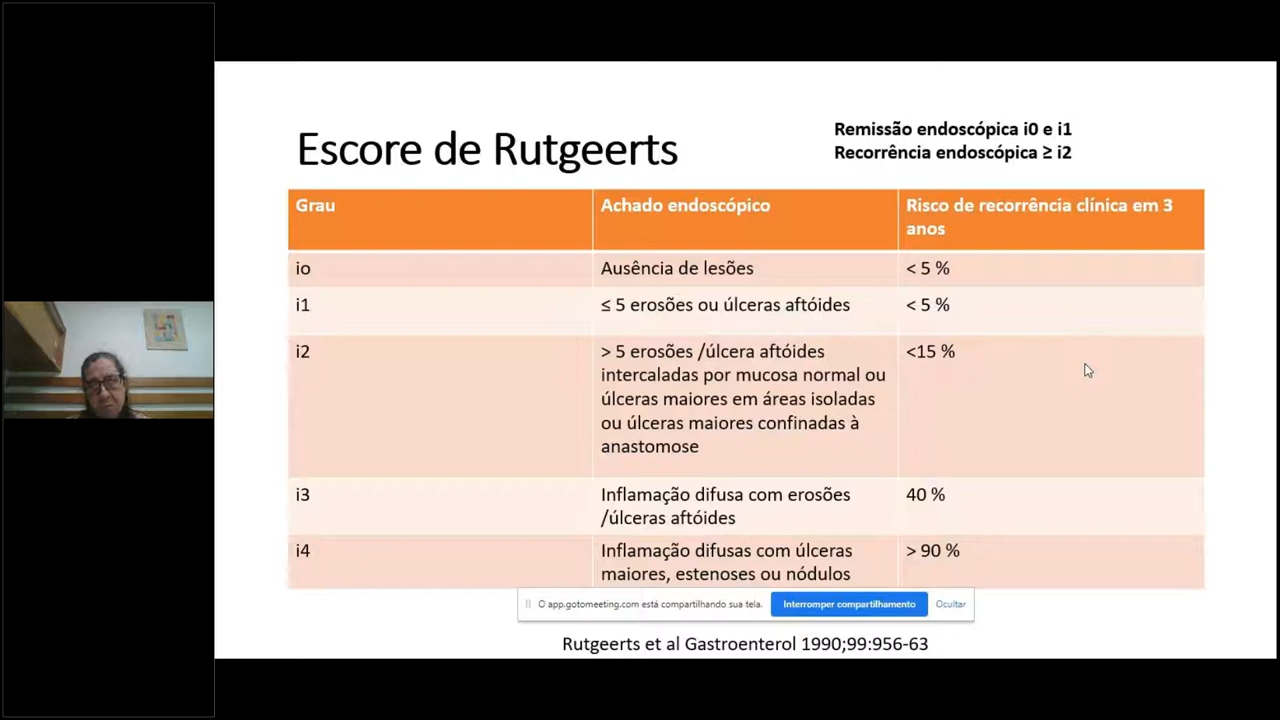 Escore de Rutgeerts
Remissão endoscópica i0 e i1
Recorrência endoscópica ≥ i2
Grau
Achado endoscópico
Risco de recorrência clínica em 3
anos
io
Ausência de lesões
< 5 %
i1
≤ 5 erosões ou úlceras aftóides
< 5 %
i2
> 5 erosões /úlcera aftóides
intercaladas por mucosa normal ou
úlceras maiores em áreas isoladas
ou úlceras maiores confinadas à
anastomose
<15 %
i3
Inflamação difusa com erosões
/úlceras aftóides
40 %
i4
Inflamação difusas com úlceras
maiores, estenoses ou nódulos
> 90 %
O app.gotomeeting.com está compartilhando sua tela.
Interromper compartilhamento
Ocultar
Rutgeerts et al Gastroenterol 1990;99:956-63